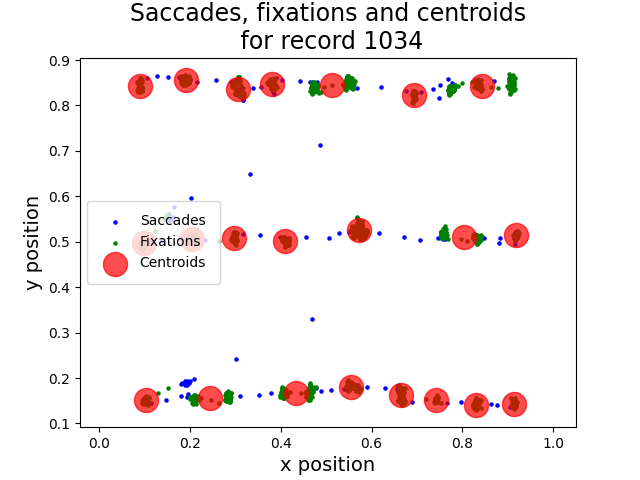 Saccades, fixations and centroids
for record 1034
0.9
0.8
0.7
0.6
0.5
0.4
0.3
0.2
0.1
y position
Saccades
Fixations
Centroids
0.0 0.2 0.4 0.6 0.8 1.0
x position